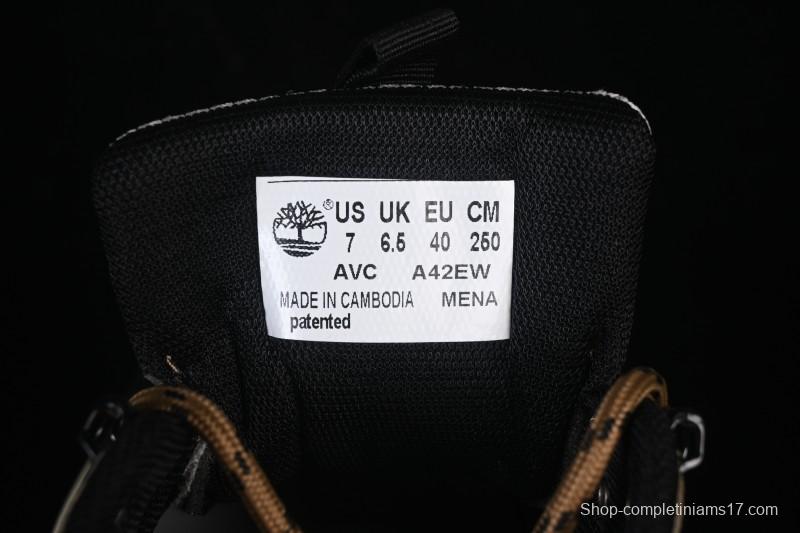 ® US UK EU CM
7 6.5 40 250
AVC A42EW
MADE IN CAMBODIA MENA
patented
Shop-completiniams17.com